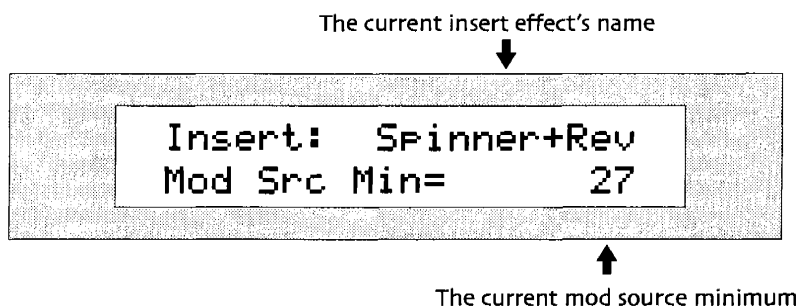 The current insert effect's name
Insert: Spinner+Rev
Mod Src Min= 27
The current mod source minimum